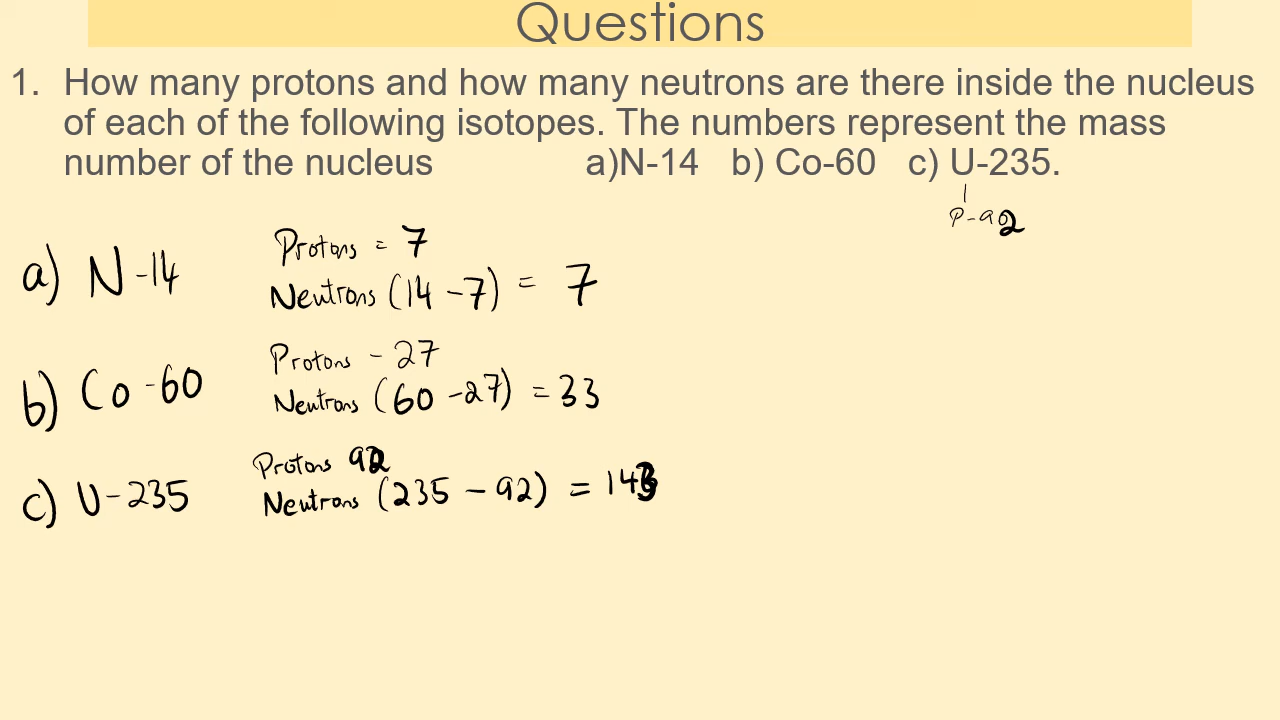 Questions
1. How many protons and how many neutrons are there inside the nucleus
of each of the following isotopes. The numbers represent the mass
number of the nucleus a)N-14 b) Co-60 c) U-235.
P-92
a) N-14 Protons = 7
Neutrons (14-7) = 7
b) Co-60 Protons - 27
Neutrons (60-27) = 33
c) U-235 Protons 92
Neutrons (235-92) = 143